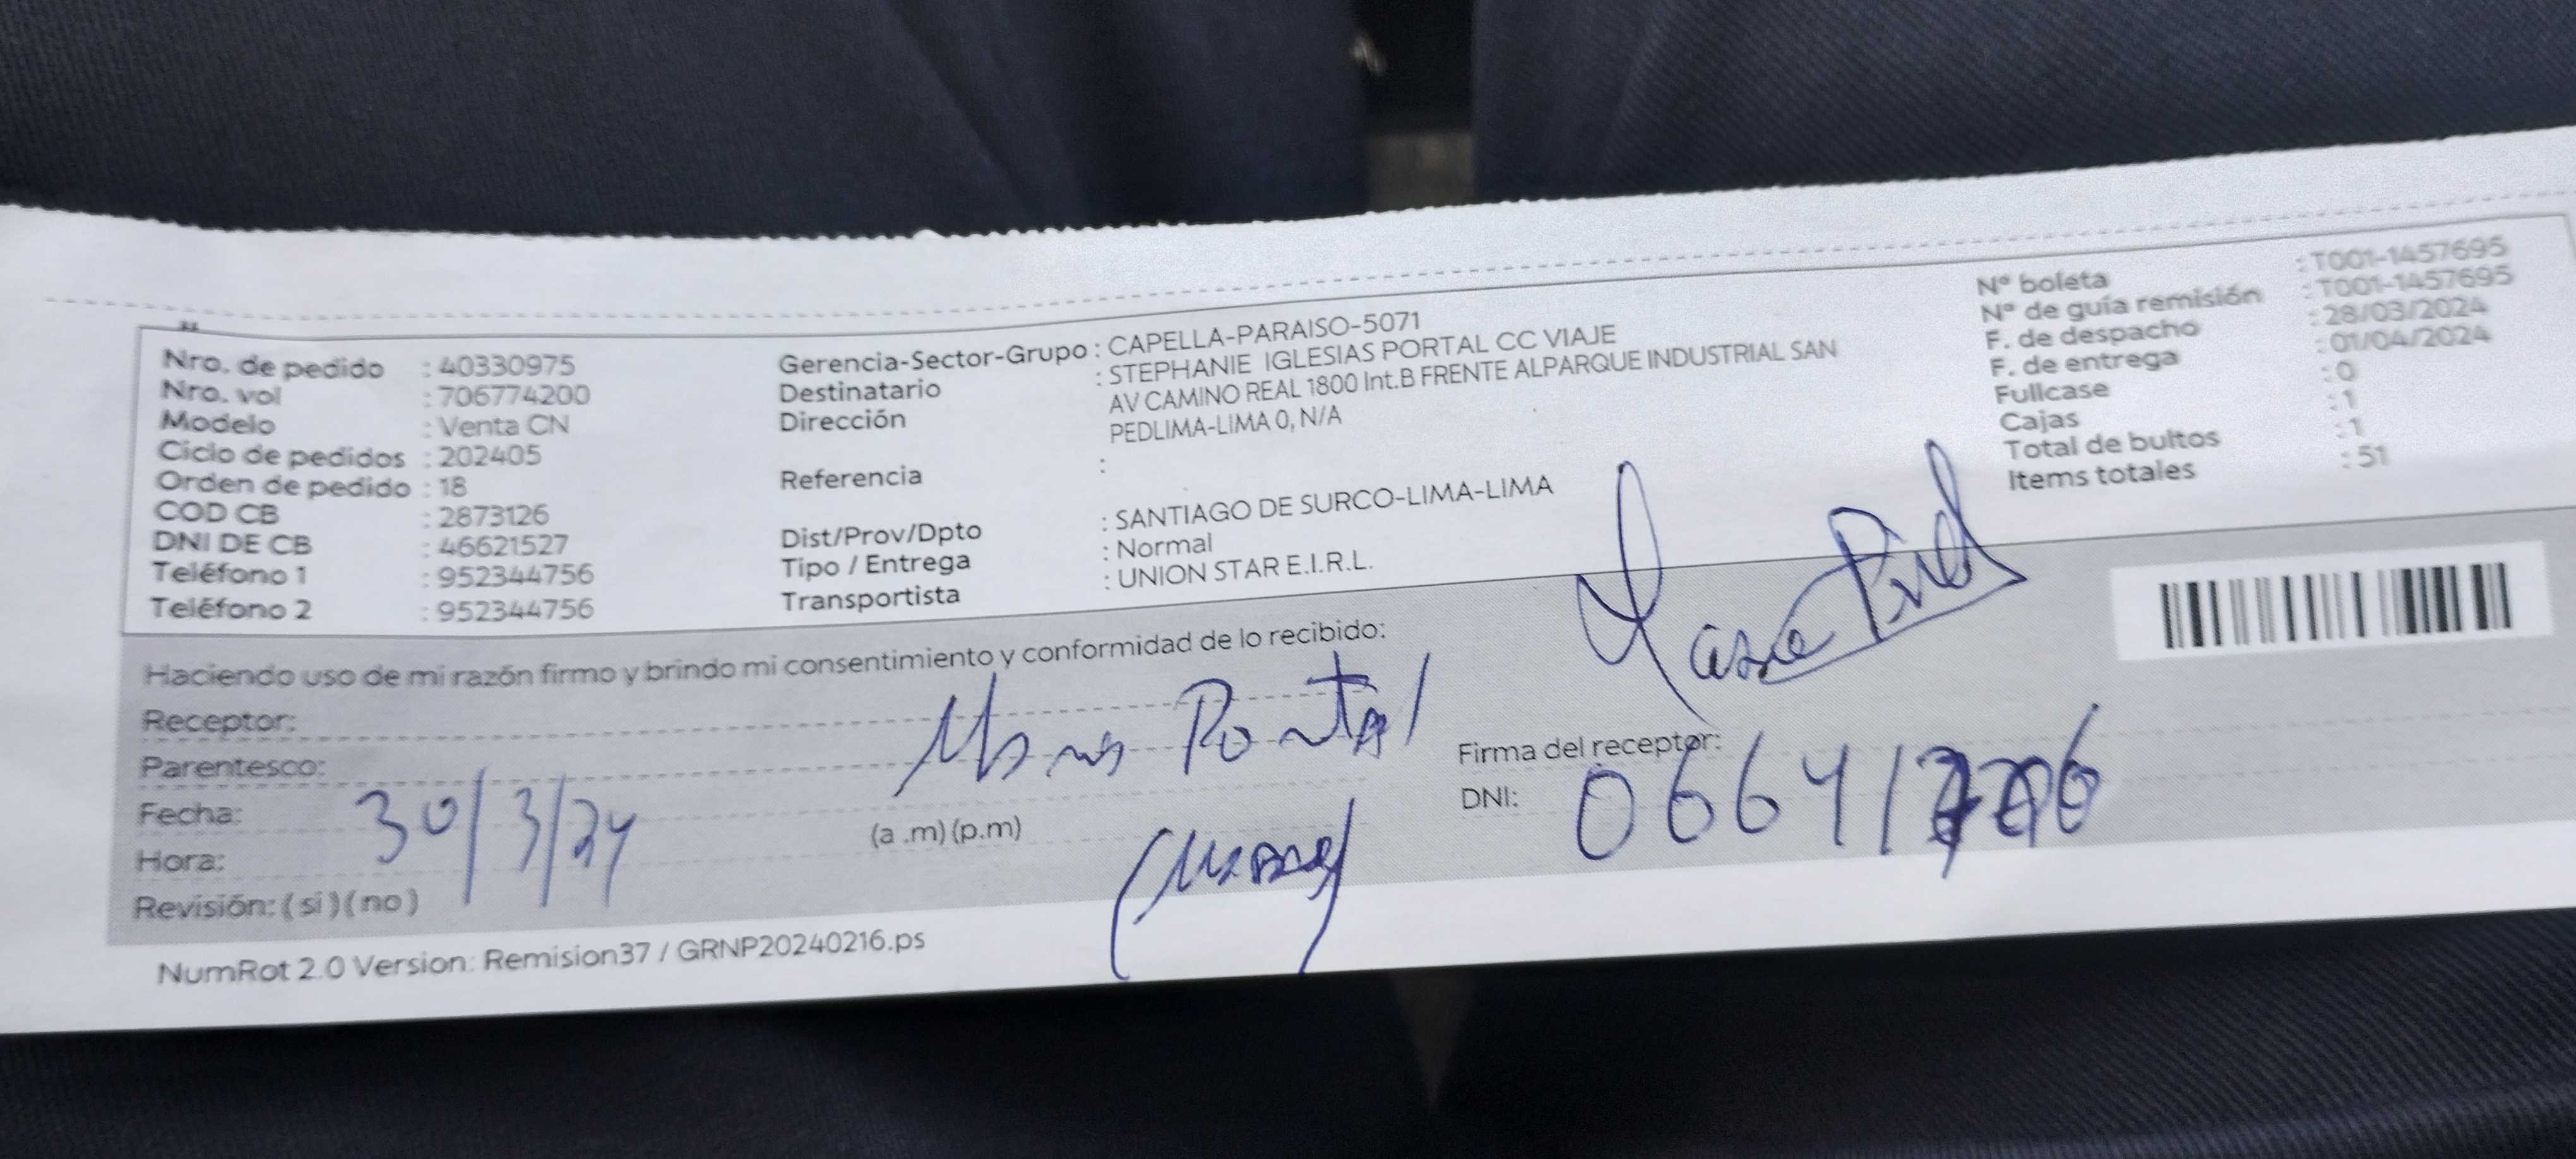 Nro. de pedido : 40330975
Nro. vol : 706774200
Modelo : Venta CN
Ciclo de pedidos : 202405
Orden de pedido : 18
COD CB : 2873126
DNI DE CB : 46621527
Teléfono 1 : 952344756
Teléfono 2 : 952344756
Gerencia-Sector-Grupo : CAPELLA-PARAISO-5071
Destinatario : STEPHANIE IGLESIAS PORTAL CC VIAJE
Dirección AV CAMINO REAL 1800 Int.B FRENTE ALPARQUE INDUSTRIAL SAN
PEDLIMA-LIMA 0, N/A
Referencia :
Dist/Prov/Dpto : SANTIAGO DE SURCO-LIMA-LIMA
Tipo / Entrega : Normal
Transportista : UNION STAR E.I.R.L.
Nº boleta : T001-1457695
Nº de guía remisión : T001-1457695
F. de despacho : 28/03/2024
F. de entrega : 01/04/2024
Fullcase : 0
Cajas : 1
Total de bultos : 1
Items totales : 51
Haciendo uso de mi razón firmo y brindo mi consentimiento y conformidad de lo recibido:
Receptor: Portal
Parentesco:
Fecha: 30/3/24
Hora: (a .m) (p.m)
Revisión: ( si ) ( no )
Firma del receptor:
DNI:
NumRot 2.0 Version: Remision37 / GRNP20240216.ps